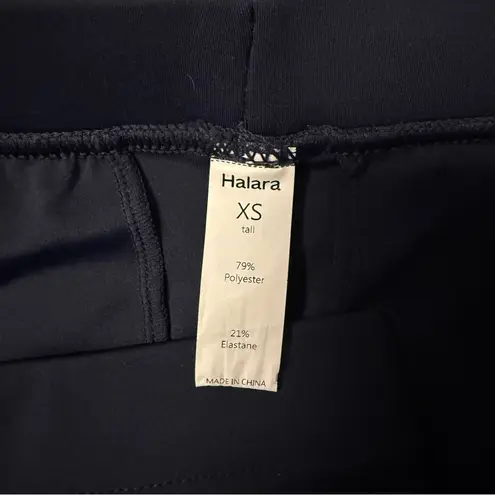 Halara
XS
tall
79%
Polyester
21%
Elastane
MADE IN CHINA